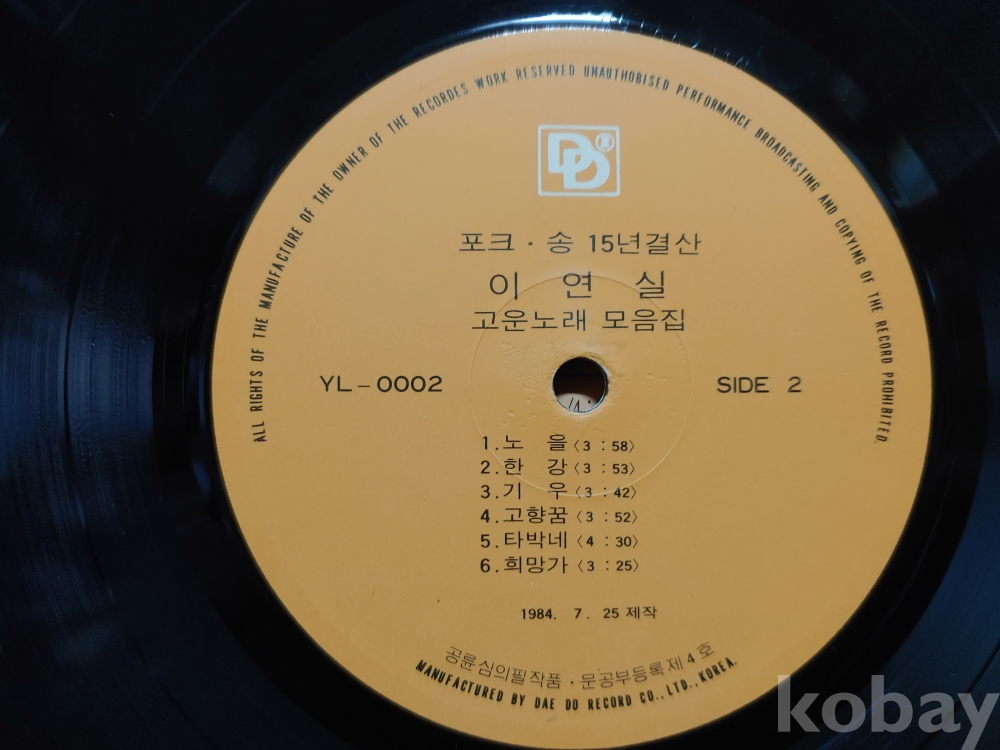 ALL RIGHTS OF THE MANUFACTURE OF THE OWNER OF THE RECORDES WORK RESERVED UNAUTHOBISED PERFORMANCE BROADCASTING AND COPYING OF THE RECORD PROHIBITED.
DD®
포크·송 15년결산
이 연 실
고운노래 모음집
YL-0002
SIDE 2
1.노 을〈3 : 58〉
2.한 강〈3 : 53〉
3.기 우〈3 : 42〉
4.고향꿈〈3 : 52〉
5.타박네〈4 : 30〉
6.희망가〈3 : 25〉
1984. 7. 25 제작
공륜심의필작품·문공부등록제4호
MANUFACTURED BY DAE DO RECORD CO., LTD., KOREA.
kobay